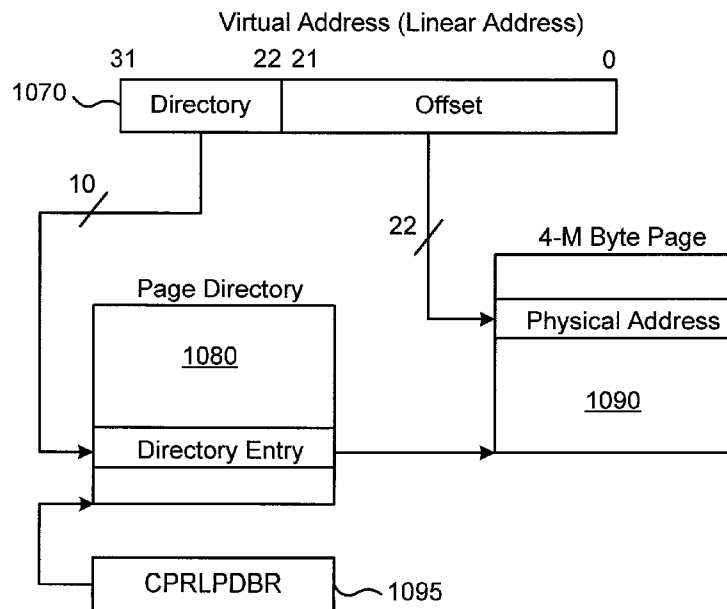 Virtual Address (Linear Address)
31 22 21 0
1070 Directory Offset
10
22
4-M Byte Page
Page Directory
Physical Address
1080
1090
Directory Entry
CPRLPDBR
1095